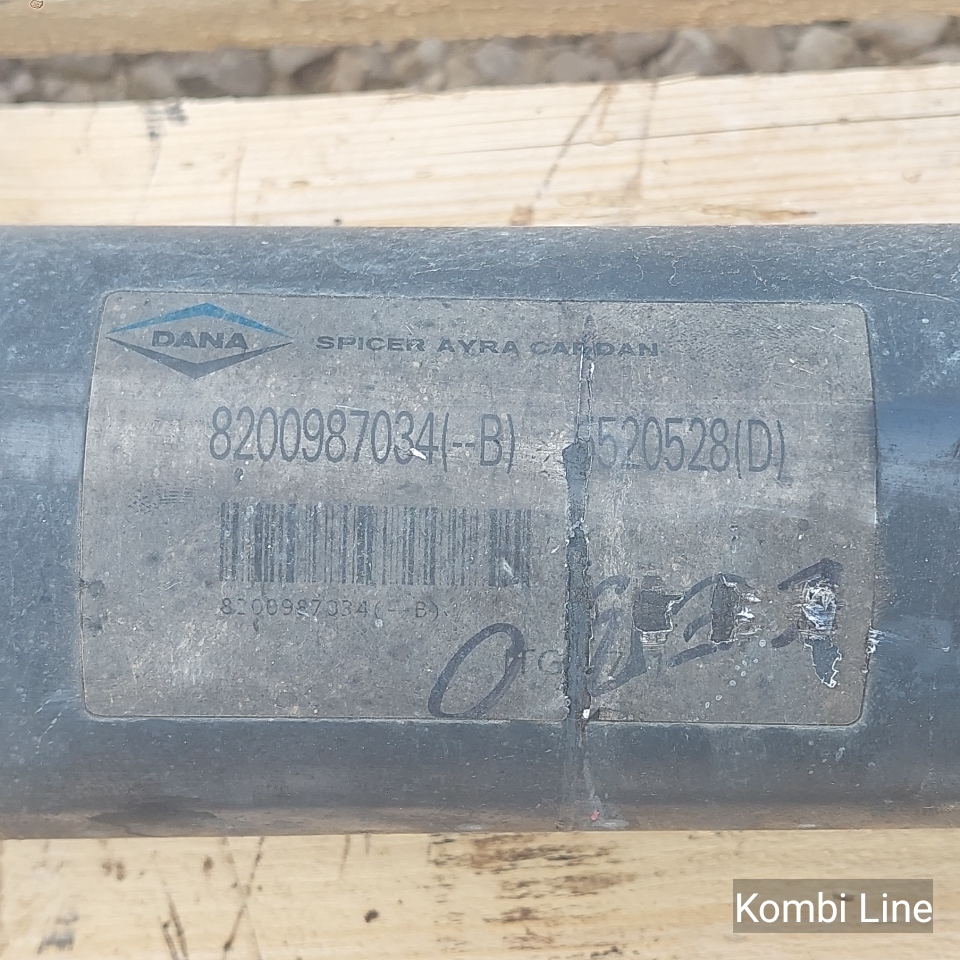 DANA SPICER AYRA CARDAN
8200987034(--B) 5520528(D)
8200987034(--B)
Kombi Line